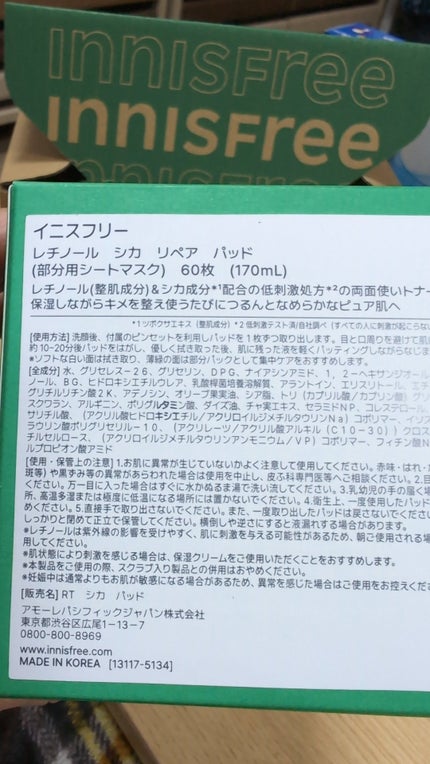 INNISFree
INNISFree
イニスフリー
レチノール シカ リペア パッド
(部分用シートマスク) 60枚 (170mL)
レチノール(整肌成分)&シカ成分*¹配合の低刺激処方*²の両面使いトナー
保湿しながらキメを整え使うたびにつるんとなめらかなピュア肌へ
*1ツボクサエキス(整肌成分) *2低刺激テスト済/自社調べ(すべての人に刺激が起こらな
[使用方法]洗顔後、付属のピンセットを利用しパッドを1枚ずつ取り出します。目と口周りを避けて肌に
約10-20分後パッドをはがし、優しく拭き取った後、肌に残った液を軽くパッティングしながらなじま
*ソフトな白い面は拭き取り、薄緑の面は部分パックとして集中ケアをおすすめします。
[全成分]水、グリセレス-26、グリセリン、DPG、ナイアシンアミド、1,2-ヘキサンジオール
ノール、BG、ヒドロキシエチルウレア、乳酸桿菌培養溶解質、アラントイン、エリスリトール、エチ
グリチルリチン酸2K、アデノシン、オリーブ果実油、シア脂、トリ(カプリル酸/カプリン酸)グリ
スクワラン、アルギニン、ポリグルタミン酸、ダイズ油、チャ実エキス、セラミドNP、コレステロール、
サリチル酸、(アクリル酸ヒドロキシエチル/アクリロイルジメチルタウリンNa)コポリマー、イソス
ラウリン酸ポリグリセリル-10、(アクリレーツ/アクリル酸アルキル(C10-30))クロス
チルセルロース、(アクリロイルジメチルタウリンアンモニウム/VP)コポリマー、フィチン酸N
ルプロピオン酸アミド
[使用・保管上の注意]1.お肌に異常が生じていないかよく注意して使用してください。赤味・はれ・
斑等)や黒ずみ等の異常があらわれた場合は使用を中止し、皮ふ科専門医等へご相談ください。2.目
ください。万一目に入った場合はすぐに水かぬるま湯で洗い流してください。3.乳幼児の手の届く場
所、高温多湿または極度に低温になる場所には置かないでください。4.衛生上、一度使用したパッド
めください。5.直接手で取り出さないでください。また、一度取り出したパッドは戻さないでください
しっかりと閉めて正立で保管してください。横倒しや逆さにすると液漏れする場合があります。
*レチノールは紫外線の影響を受けやすく、肌に刺激を与える可能性があるため、朝ご使用される場
用してください。
*肌状態により刺激を感じる場合は、保湿クリームをご使用いただくことをおすすめします。
*本製品をご使用の際、スクラブ入り製品との併用はおやめください。
*妊娠中は通常よりもお肌が敏感になる場合があるため、異常を感じた場合はご使用をお控えくださ
[販売名]RT シカ パッド
アモーレパシフィックジャパン株式会社
東京都渋谷区広尾1-13-7
0800-800-8969
www.innisfree.com
MADE IN KOREA [13117-5134]